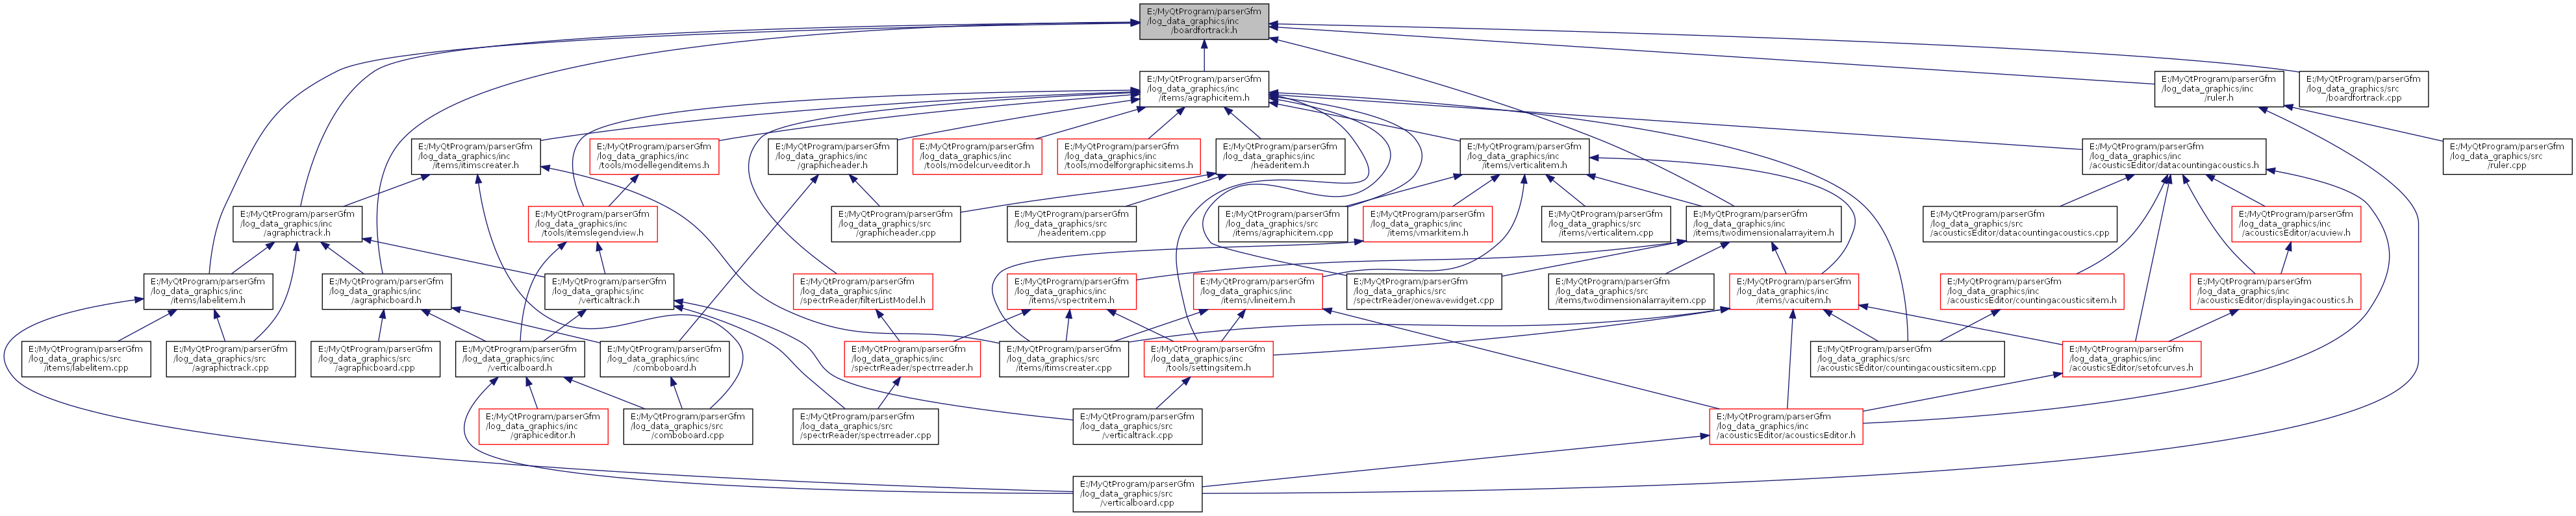 E:/MyQtProgram/parserGfm
/log_data_graphics/inc
/boardfortrack.h
E:/MyQtProgram/parserGfm
/log_data_graphics/inc
/items/agraphicitem.h
E:/MyQtProgram/parserGfm
/log_data_graphics/inc
/ruler.h
E:/MyQtProgram/parserGfm
/log_data_graphics/src
/boardfortrack.cpp
E:/MyQtProgram/parserGfm
/log_data_graphics/inc
/items/itimscreater.h
E:/MyQtProgram/parserGfm
/log_data_graphics/inc
/tools/modellegenditems.h
E:/MyQtProgram/parserGfm
/log_data_graphics/inc
/graphicheader.h
E:/MyQtProgram/parserGfm
/log_data_graphics/inc
/tools/modelcurveeditor.h
E:/MyQtProgram/parserGfm
/log_data_graphics/inc
/tools/modelforgraphicsitems.h
E:/MyQtProgram/parserGfm
/log_data_graphics/inc
/headeritem.h
E:/MyQtProgram/parserGfm
/log_data_graphics/inc
/items/verticalitem.h
E:/MyQtProgram/parserGfm
/log_data_graphics/inc
/acousticsEditor/datacountingacoustics.h
E:/MyQtProgram/parserGfm
/log_data_graphics/src
/ruler.cpp
E:/MyQtProgram/parserGfm
/log_data_graphics/inc
/agraphictrack.h
E:/MyQtProgram/parserGfm
/log_data_graphics/inc
/tools/itemslegendview.h
E:/MyQtProgram/parserGfm
/log_data_graphics/src
/graphicheader.cpp
E:/MyQtProgram/parserGfm
/log_data_graphics/src
/headeritem.cpp
E:/MyQtProgram/parserGfm
/log_data_graphics/src
/items/agraphicitem.cpp
E:/MyQtProgram/parserGfm
/log_data_graphics/inc
/items/vmarkitem.h
E:/MyQtProgram/parserGfm
/log_data_graphics/src
/items/verticalitem.cpp
E:/MyQtProgram/parserGfm
/log_data_graphics/inc
/items/twodimensionalarrayitem.h
E:/MyQtProgram/parserGfm
/log_data_graphics/src
/acousticsEditor/datacountingacoustics.cpp
E:/MyQtProgram/parserGfm
/log_data_graphics/inc
/acousticsEditor/acuview.h
E:/MyQtProgram/parserGfm
/log_data_graphics/inc
/items/labelitem.h
E:/MyQtProgram/parserGfm
/log_data_graphics/inc
/agraphicboard.h
E:/MyQtProgram/parserGfm
/log_data_graphics/inc
/verticaltrack.h
E:/MyQtProgram/parserGfm
/log_data_graphics/inc
/spectrReader/filterListModel.h
E:/MyQtProgram/parserGfm
/log_data_graphics/inc
/items/vspectritem.h
E:/MyQtProgram/parserGfm
/log_data_graphics/inc
/items/vlineitem.h
E:/MyQtProgram/parserGfm
/log_data_graphics/src
/spectrReader/onewavewidget.cpp
E:/MyQtProgram/parserGfm
/log_data_graphics/src
/items/twodimensionalarrayitem.cpp
E:/MyQtProgram/parserGfm
/log_data_graphics/inc
/items/vacuitem.h
E:/MyQtProgram/parserGfm
/log_data_graphics/inc
/acousticsEditor/countingacousticsitem.h
E:/MyQtProgram/parserGfm
/log_data_graphics/inc
/acousticsEditor/displayingacoustics.h
E:/MyQtProgram/parserGfm
/log_data_graphics/src
/items/labelitem.cpp
E:/MyQtProgram/parserGfm
/log_data_graphics/src
/agraphictrack.cpp
E:/MyQtProgram/parserGfm
/log_data_graphics/src
/agraphicboard.cpp
E:/MyQtProgram/parserGfm
/log_data_graphics/inc
/verticalboard.h
E:/MyQtProgram/parserGfm
/log_data_graphics/inc
/comboboard.h
E:/MyQtProgram/parserGfm
/log_data_graphics/inc
/spectrReader/spectrreader.h
E:/MyQtProgram/parserGfm
/log_data_graphics/src
/items/itimscreater.cpp
E:/MyQtProgram/parserGfm
/log_data_graphics/inc
/tools/settingsitem.h
E:/MyQtProgram/parserGfm
/log_data_graphics/src
/acousticsEditor/countingacousticsitem.cpp
E:/MyQtProgram/parserGfm
/log_data_graphics/inc
/acousticsEditor/setofcurves.h
E:/MyQtProgram/parserGfm
/log_data_graphics/inc
/graphiceditor.h
E:/MyQtProgram/parserGfm
/log_data_graphics/src
/comboboard.cpp
E:/MyQtProgram/parserGfm
/log_data_graphics/src
/spectrReader/spectrreader.cpp
E:/MyQtProgram/parserGfm
/log_data_graphics/src
/verticaltrack.cpp
E:/MyQtProgram/parserGfm
/log_data_graphics/inc
/acousticsEditor/acousticsEditor.h
E:/MyQtProgram/parserGfm
/log_data_graphics/src
/verticalboard.cpp